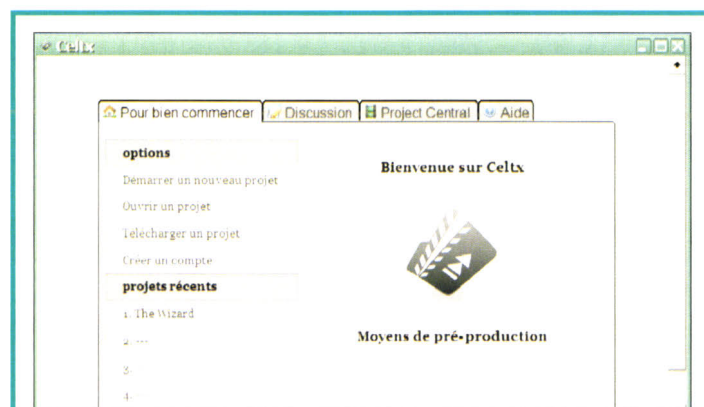 Celtx
Pour bien commencer Discussion Project Central Aide
options
Démarrer un nouveau projet
Ouvrir un projet
Télécharger un projet
Créer un compte
projets récents
1. The Wizard
2. ---
3.
4.
Bienvenue sur Celtx
Moyens de pré-production